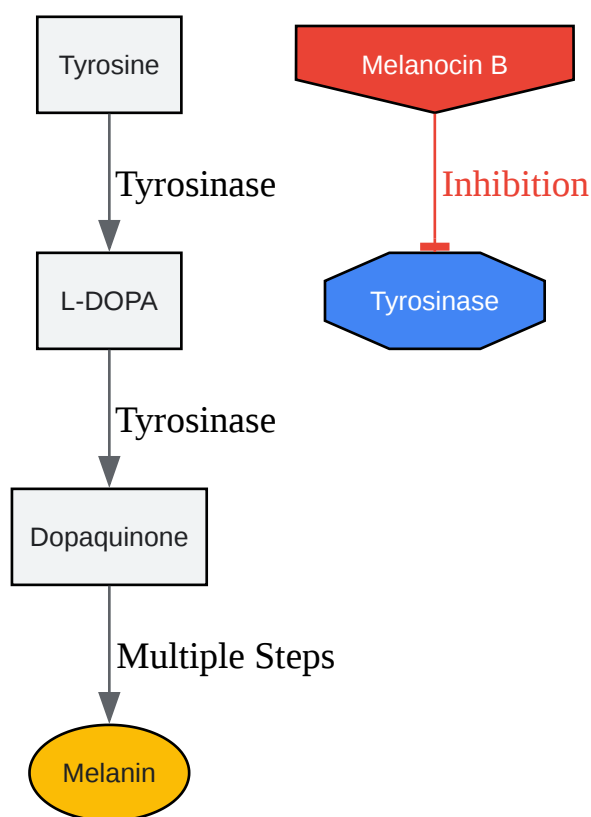 Tyrosine
Melanocin B
Tyrosinase
Inhibition
L-DOPA
Tyrosinase
Tyrosinase
Dopaquinone
Multiple Steps
Melanin